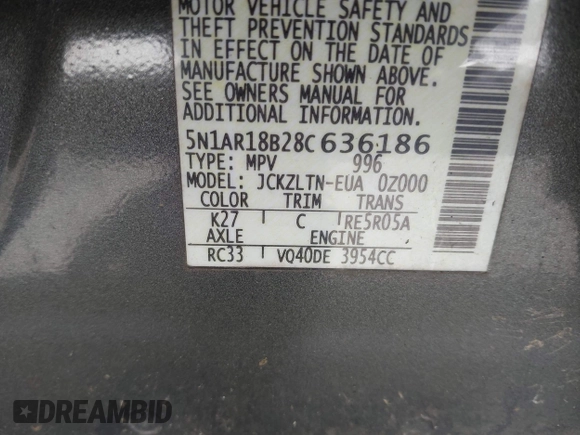 MOTOR VEHICLE SAFETY AND
THEFT PREVENTION STANDARDS
IN EFFECT ON THE DATE OF
MANUFACTURE SHOWN ABOVE.
SEE OWNERS MANUAL FOR
ADDITIONAL INFORMATION.
5N1AR18B28C636186
TYPE: MPV 996
MODEL: JCKZLTN-EUA 0Z000
COLOR TRIM TRANS
K27 C RE5R05A
AXLE ENGINE
RC33 VQ40DE 3954CC
DREAMBID